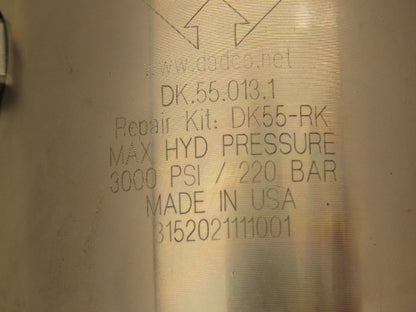 www.dadco.net
DK.55.013.1
Repair Kit: DK55-RK
MAX HYD PRESSURE
3000 PSI / 220 BAR
MADE IN USA
3152021111001